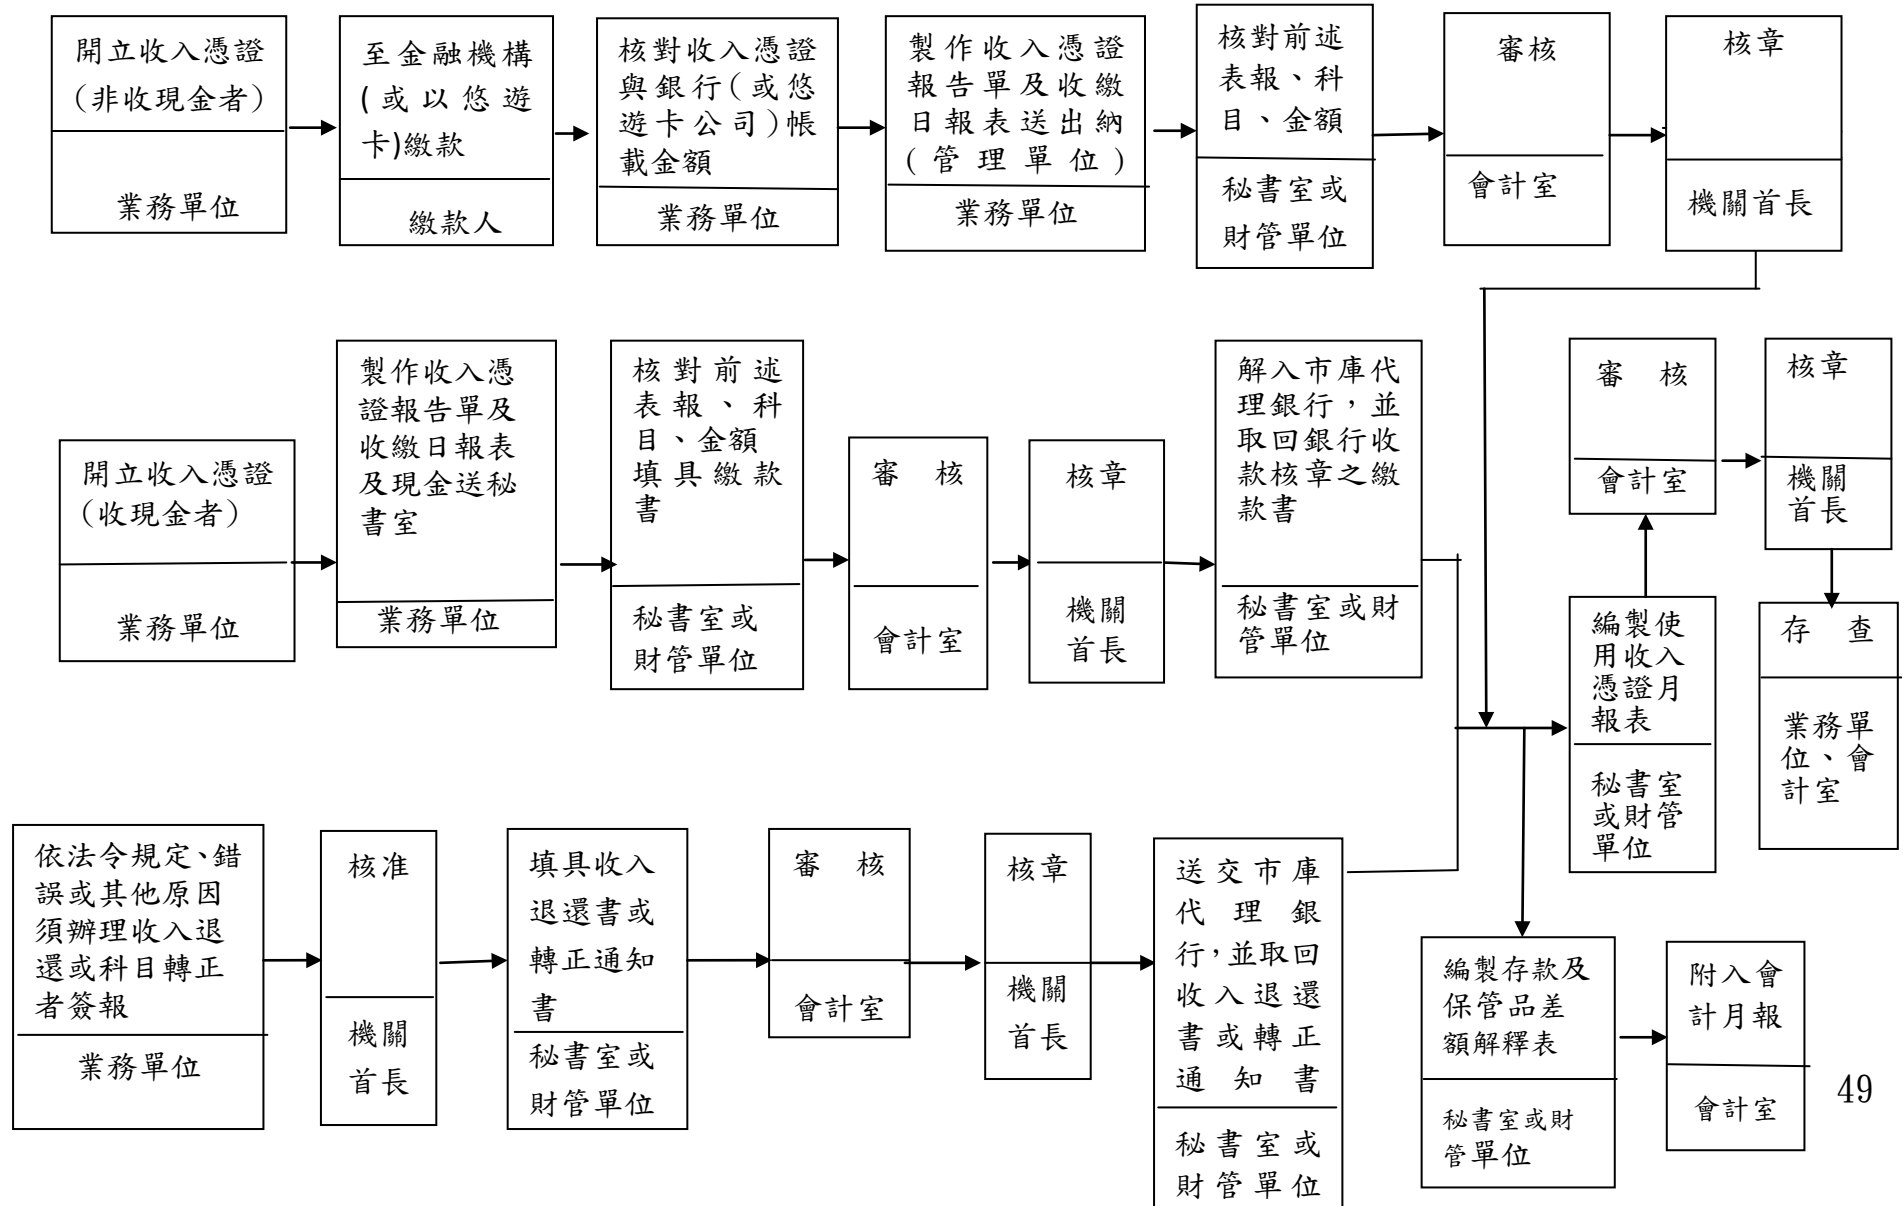 開立收入憑證
(非收現金者)
業務單位
至金融機構
(或以悠遊
卡)繳款
繳款人
核對收入憑證
與銀行(或悠
遊卡公司)帳
載金額
業務單位
製作收入憑證
報告單及收繳
日報表送出納
(管理單位)
業務單位
核對前述
表報、科
目、金額
秘書室或
財管單位
審核
會計室
核章
機關首長
開立收入憑證
(收現金者)
業務單位
製作收入憑
證報告單及
收繳日報表
及現金送秘
書室
業務單位
核對前述
表報、科
目、金額
填具繳款
書
秘書室或
財管單位
審 核
會計室
核章
機關
首長
解入市庫代
理銀行,並
取回銀行收
款核章之繳
款書
秘書室或財
管單位
審 核
會計室
核章
機關
首長
編製使
用收入
憑證月
報表
秘書室
或財管
單位
存 查
業務單
位、會
計室
依法令規定、錯
誤或其他原因
須辦理收入退
還或科目轉正
者簽報
業務單位
核准
機關
首長
填具收入
退還書或
轉正通知
書
秘書室或
財管單位
審 核
會計室
核章
機關
首長
送交市庫
代理銀
行,並取回
收入退還
書或轉正
通知書
秘書室或
財管單位
編製存款及
保管品差
額解釋表
秘書室或財
管單位
附入會
計月報
會計室
49